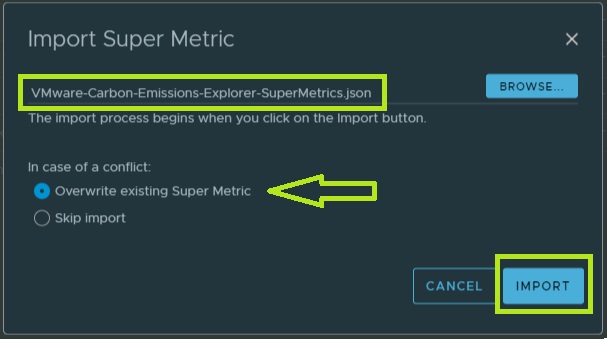 Import Super Metric
VMware-Carbon-Emissions-Explorer-SuperMetrics.json
BROWSE...
The import process begins when you click on the Import button.
In case of a conflict:
Overwrite existing Super Metric
Skip import
CANCEL
IMPORT